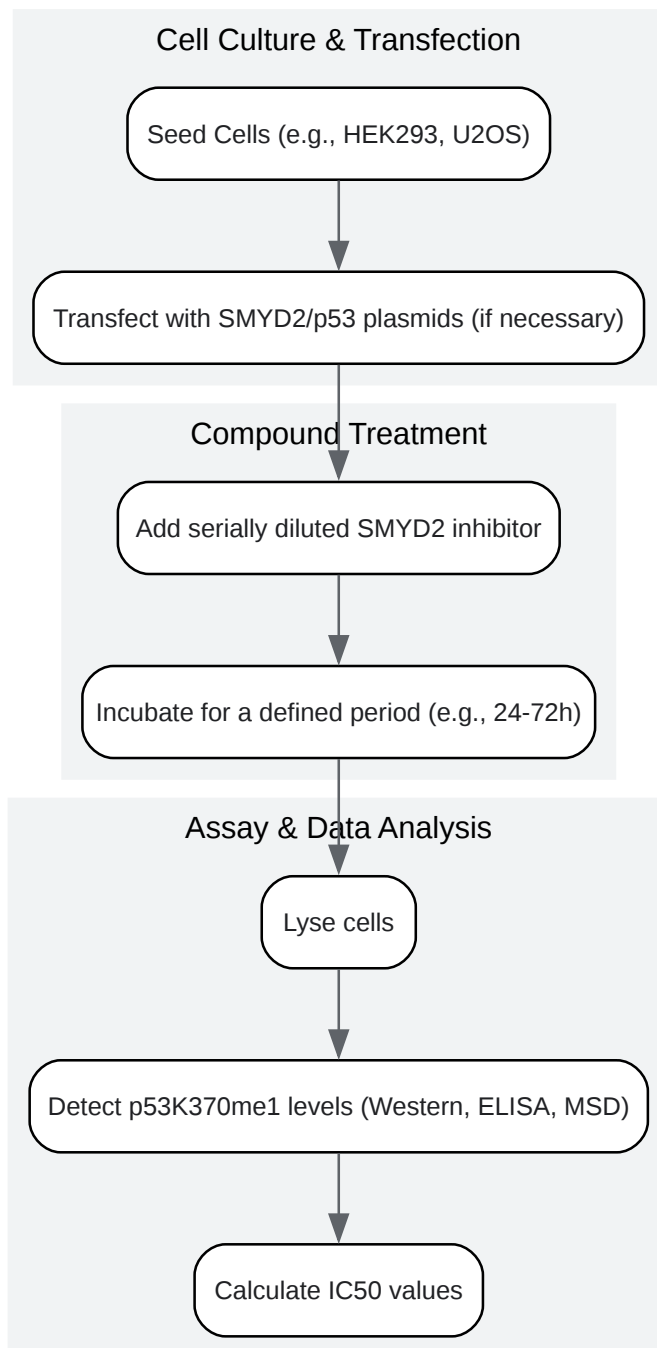 Cell Culture & Transfection
Seed Cells (e.g., HEK293, U2OS)
Transfect with SMYD2/p53 plasmids (if necessary)
Compound Treatment
Add serially diluted SMYD2 inhibitor
Incubate for a defined period (e.g., 24-72h)
Assay & Data Analysis
Lyse cells
Detect p53K370me1 levels (Western, ELISA, MSD)
Calculate IC50 values